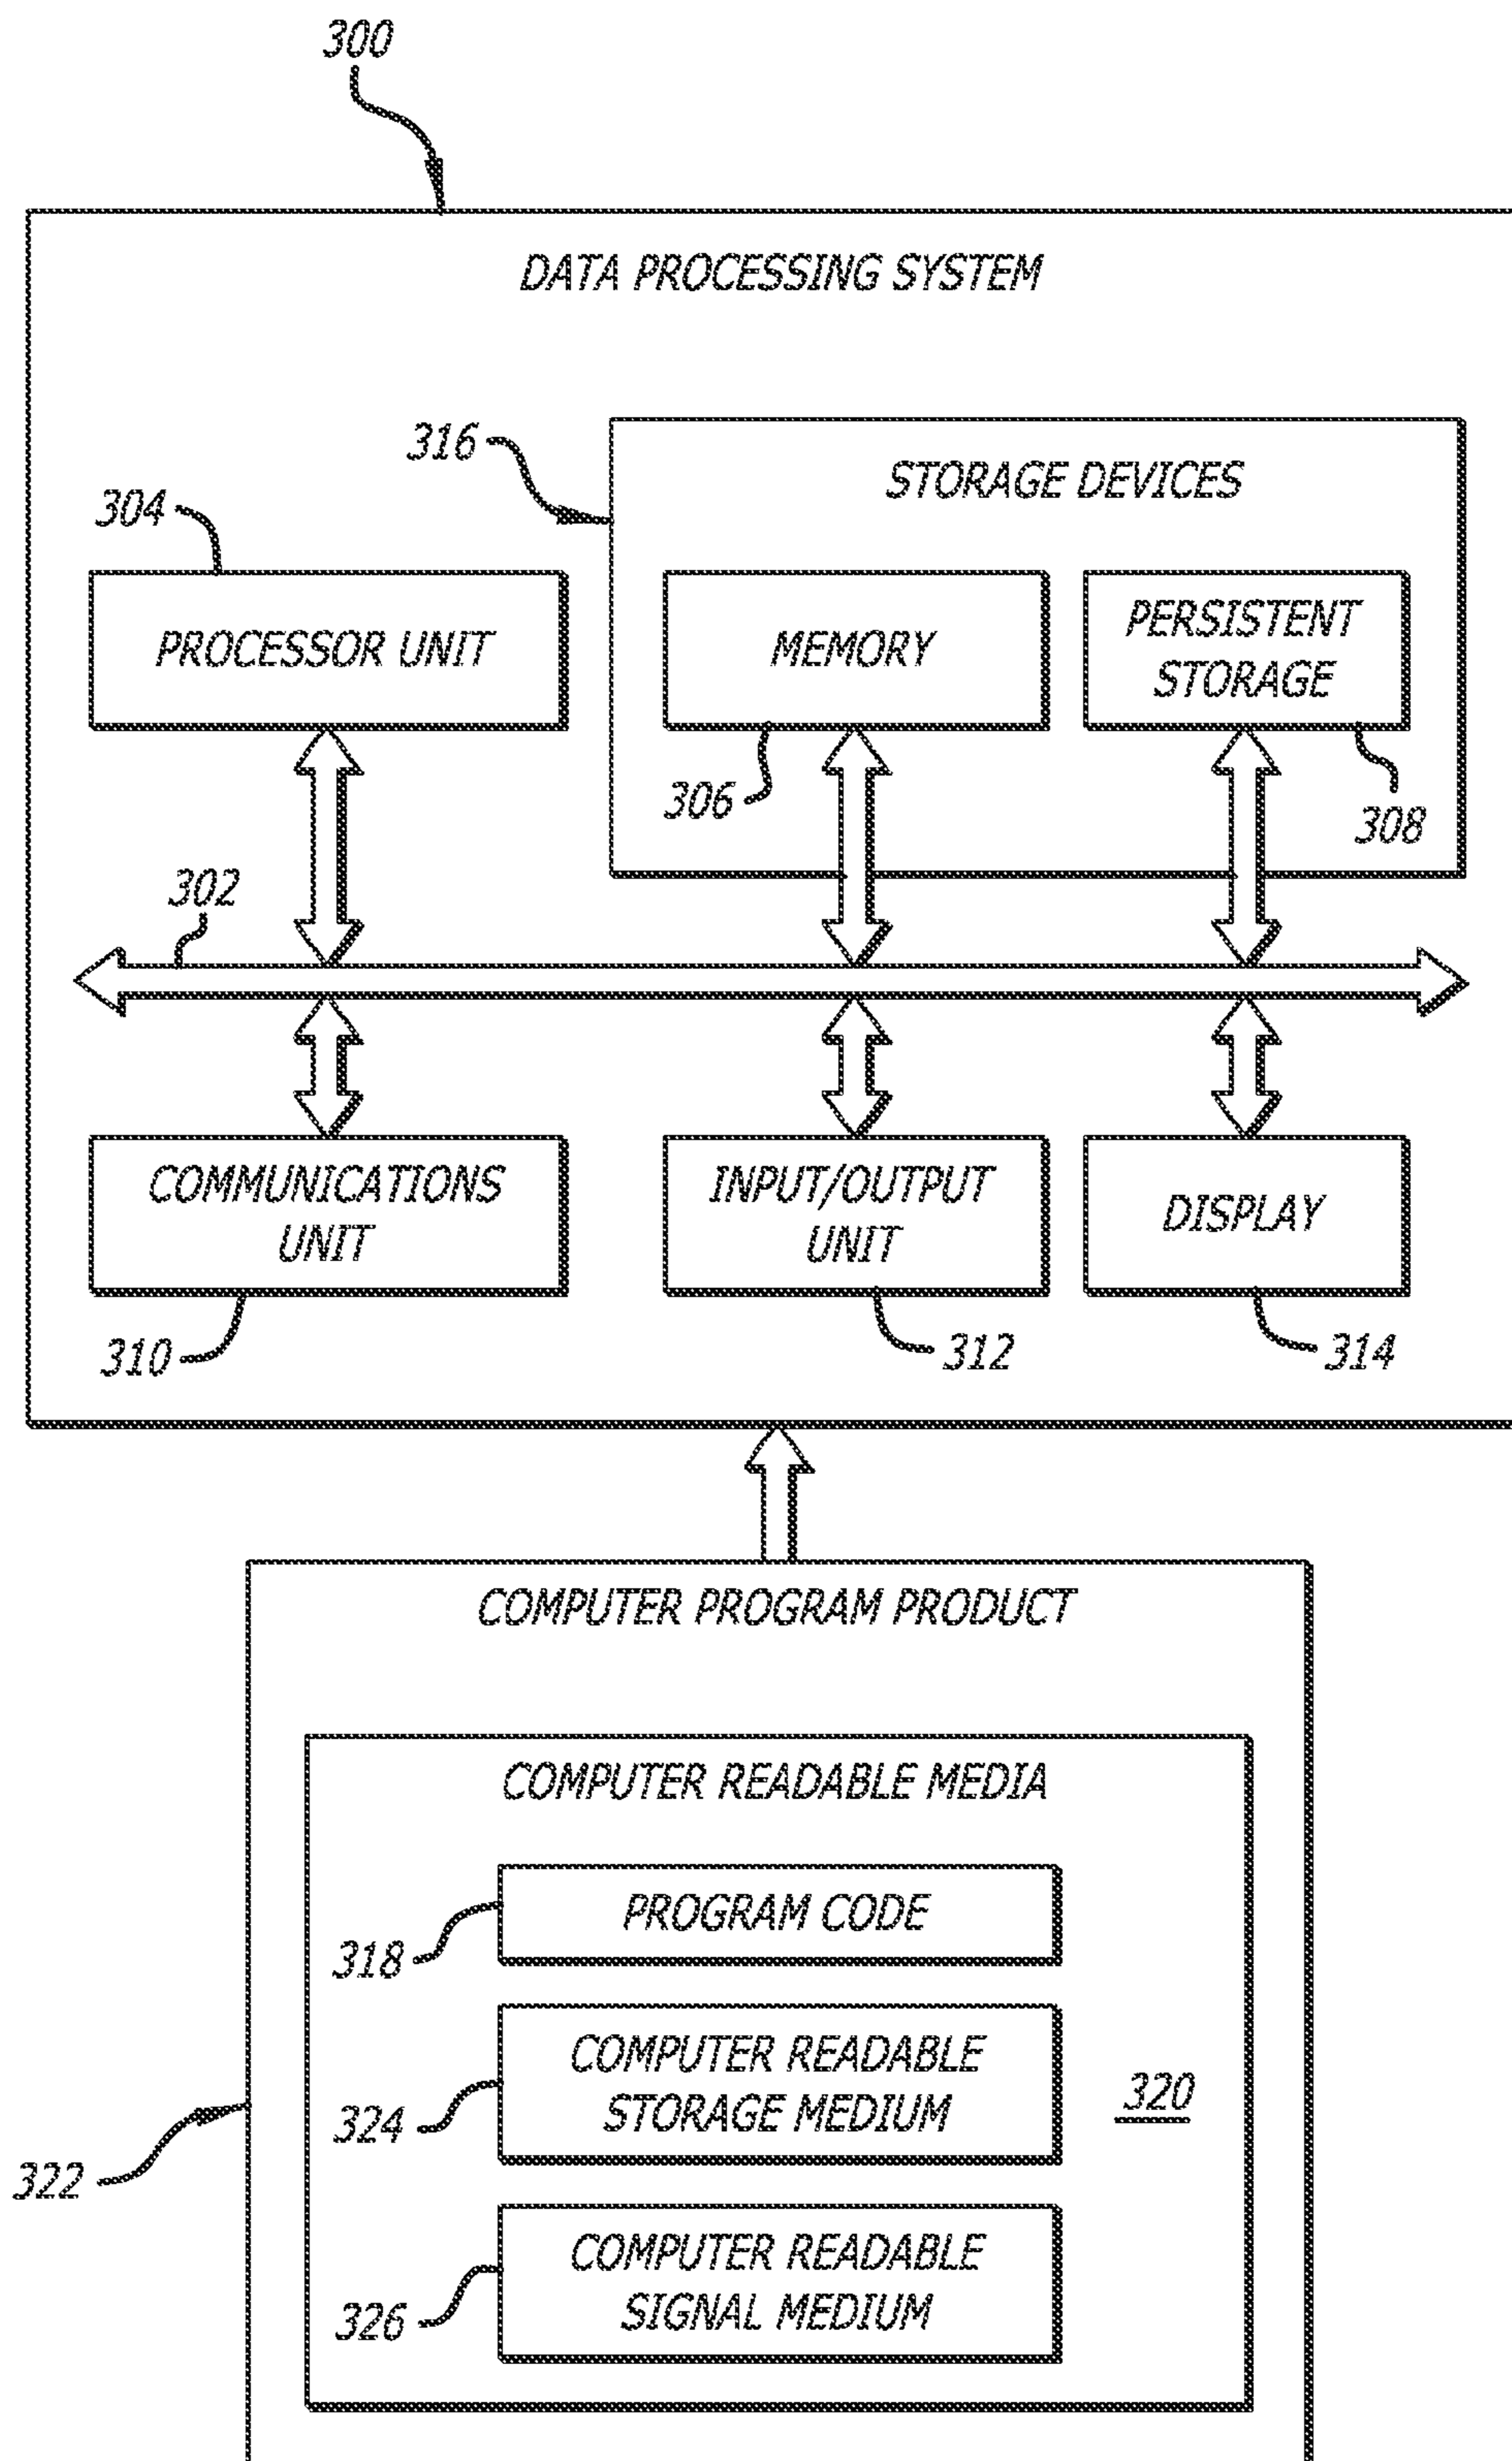 300
DATA PROCESSING SYSTEM
316
STORAGE DEVICES
304
PROCESSOR UNIT
MEMORY
PERSISTENT
STORAGE
306
308
302
COMMUNICATIONS
UNIT
INPUT/OUTPUT
UNIT
DISPLAY
310
312
314
COMPUTER PROGRAM PRODUCT
COMPUTER READABLE MEDIA
PROGRAM CODE
318
COMPUTER READABLE
STORAGE MEDIUM
324
320
322
COMPUTER READABLE
SIGNAL MEDIUM
326